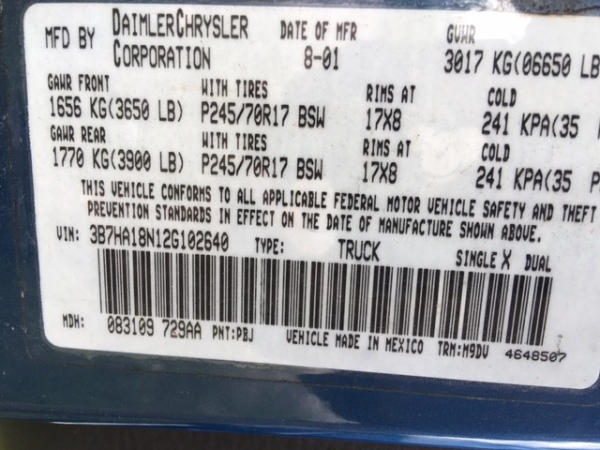 MFD BY DAIMLERCHRYSLER CORPORATION DATE OF MFR 8-01 GVWR 3017 KG(06650 LB
GAWR FRONT WITH TIRES RIMS AT COLD
1656 KG(3650 LB) P245/70R17 BSW 17X8 241 KPA(35 P
GAWR REAR WITH TIRES RIMS AT COLD
1770 KG(3900 LB) P245/70R17 BSW 17X8 241 KPA(35 P
THIS VEHICLE CONFORMS TO ALL APPLICABLE FEDERAL MOTOR VEHICLE SAFETY AND THEFT
PREVENTION STANDARDS IN EFFECT ON THE DATE OF MANUFACTURE SHOWN ABOVE.
VIN: 3B7HA18N12G102640 TYPE: TRUCK SINGLE X DUAL
MDH: 083109 729AA PNT:PBJ VEHICLE MADE IN MEXICO TRM:M9DV 4648507